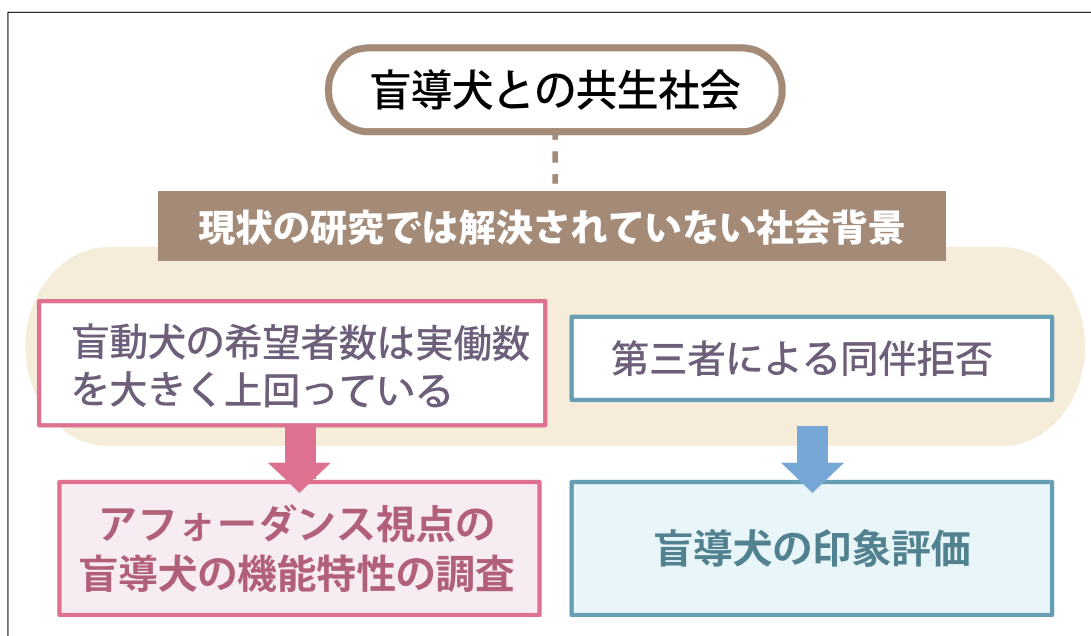 盲導犬との共生社会
現状の研究では解決されていない社会背景
盲動犬の希望者数は実働数
を大きく上回っている
第三者による同伴拒否
アフォーダンス視点の
盲導犬の機能特性の調査
盲導犬の印象評価